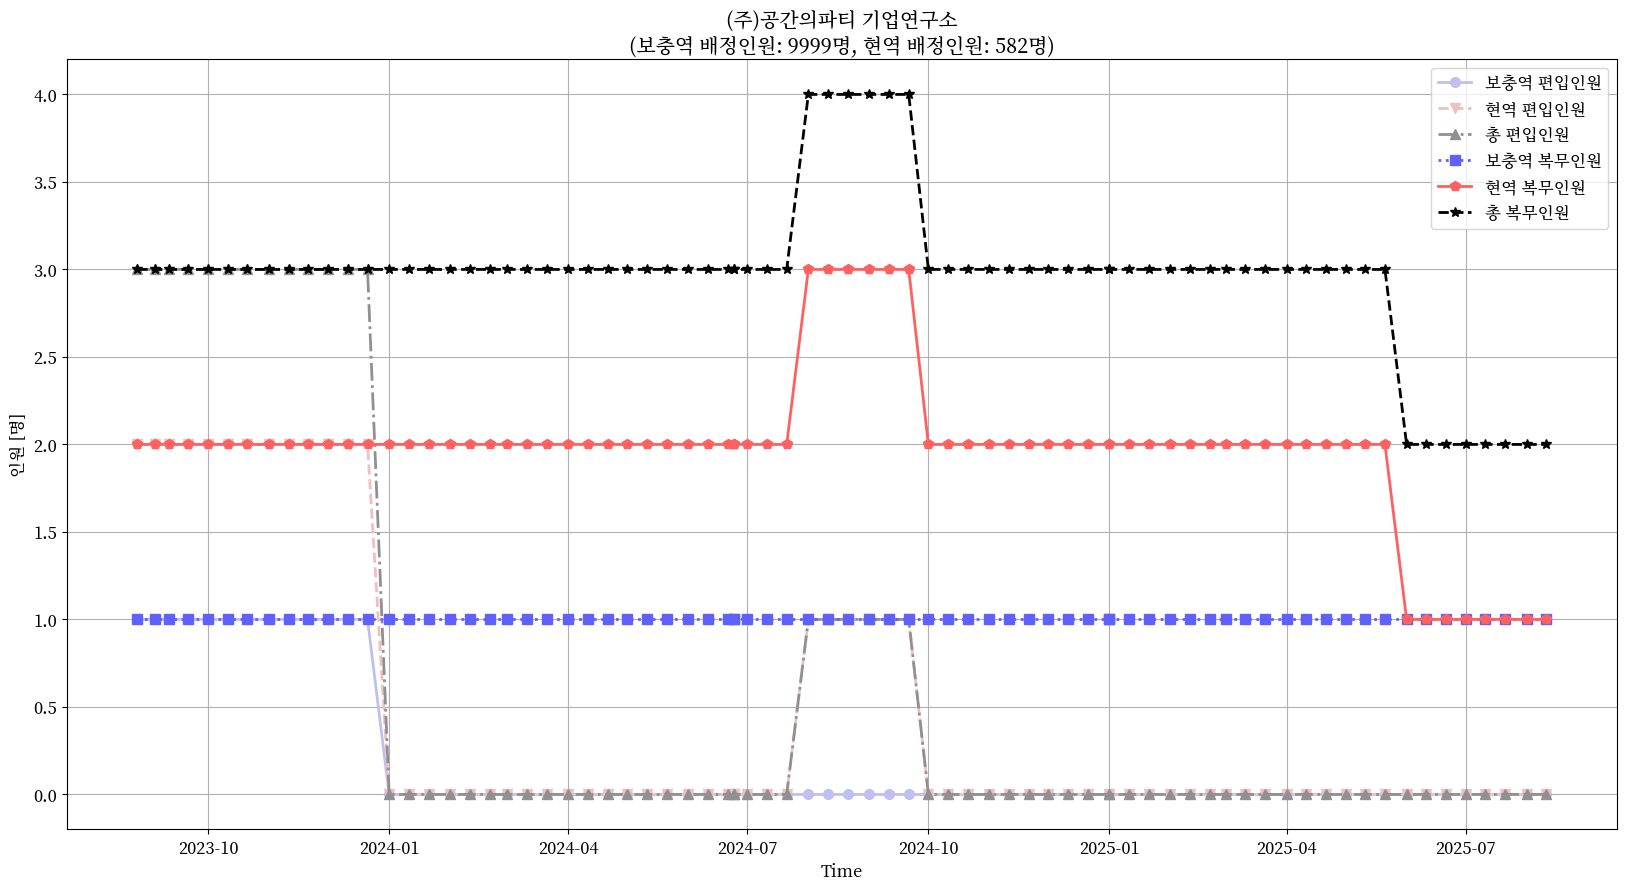 (주)공간의파티 기업연구소
(보충역 배정인원: 9999명, 현역 배정인원: 582명)
보충역 편입인원
현역 편입인원
총 편입인원
보충역 복무인원
현역 복무인원
총 복무인원
인원 [명]
4.0
3.5
3.0
2.5
2.0
1.5
1.0
0.5
0.0
2023-10 2024-01 2024-04 2024-07 2024-10 2025-01 2025-04 2025-07
Time